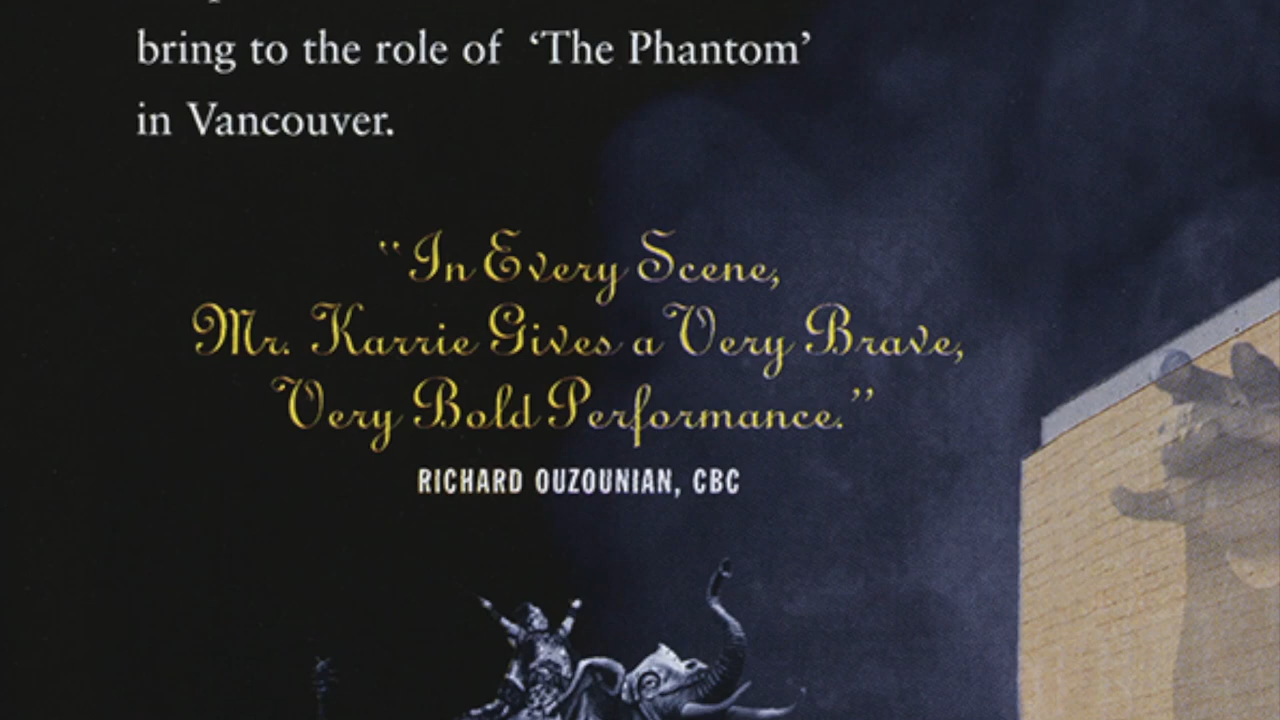 bring to the role of ‘The Phantom’
in Vancouver.
“In Every Scene,
Mr. Karrie Gives a Very Brave,
Very Bold Performance.”
RICHARD OUZOUNIAN, CBC